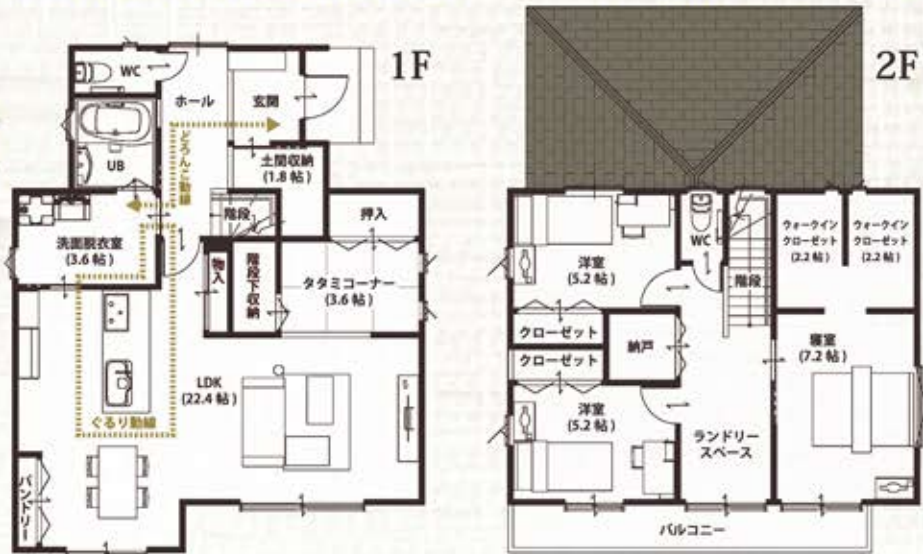 1F
WC
ホール
玄関
どろんこ動線
UB
土間収納
(1.8 帖)
階段
押入
洗面脱衣室
(3.6 帖)
物入
階段下収納
タタミコーナー
(3.6 帖)
LDK
(22.4 帖)
ぐるり動線
パントリー
2F
WC
階段
ウォークイン
クローゼット
(2.2 帖)
ウォークイン
クローゼット
(2.2 帖)
洋室
(5.2 帖)
クローゼット
納戸
クローゼット
寝室
(7.2 帖)
洋室
(5.2 帖)
ランドリー
スペース
バルコニー